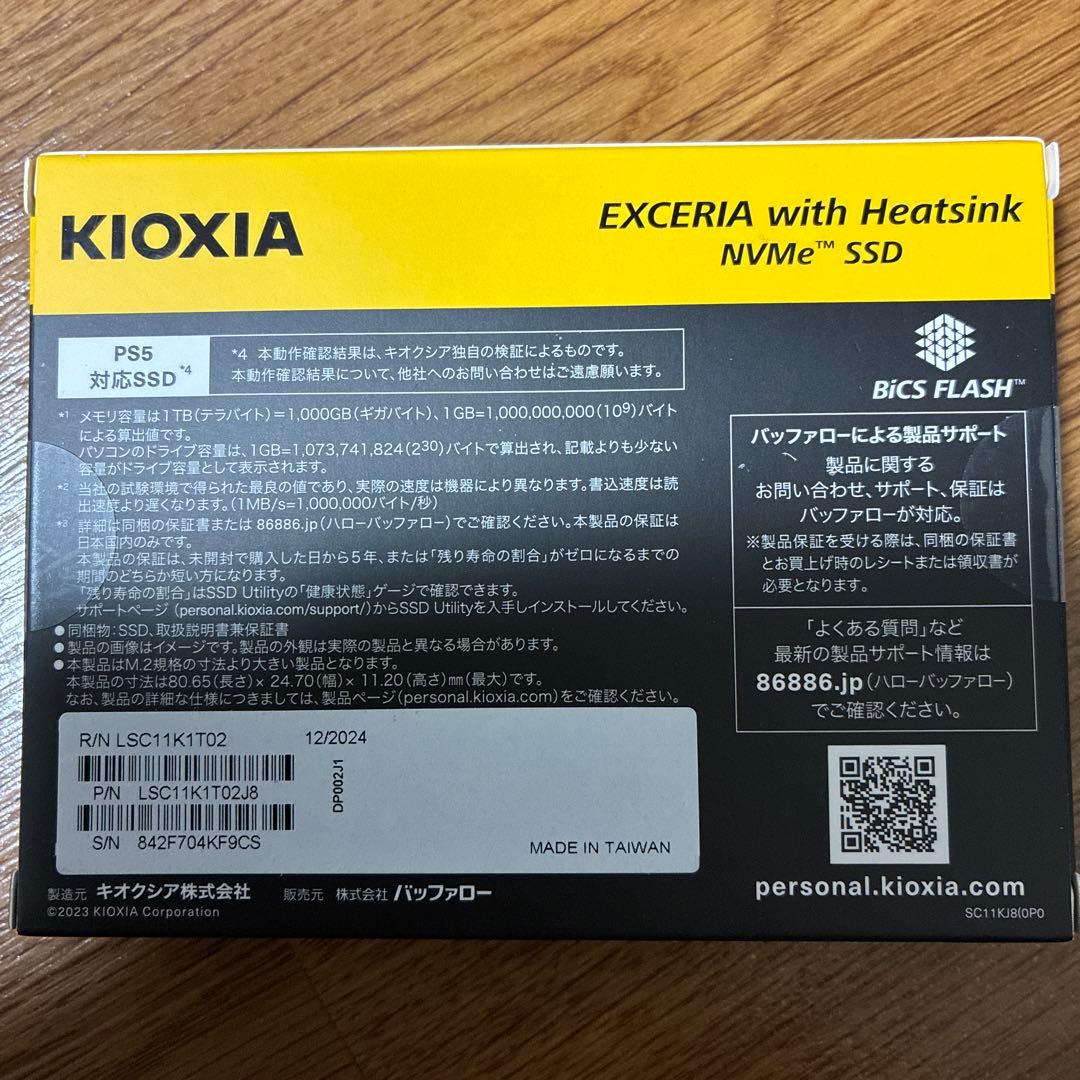 KIOXIA
EXCERIA with Heatsink
NVMe™ SSD
PS5
対応SSD*4
*4 本動作確認結果は、キオクシア独自の検証によるものです。
本動作確認結果について、他社へのお問い合わせはご遠慮願います。
BiCS FLASH™
*1 メモリ容量は1TB(テラバイト)=1,000GB(ギガバイト)、1GB=1,000,000,000(10⁹)バイト
による算出値です。
パソコンのドライブ容量は、1GB=1,073,741,824(2³⁰)バイトで算出され、記載よりも少ない
容量がドライブ容量として表示されます。
*2 当社の試験環境で得られた最良の値であり、実際の速度は機器により異なります。書込速度は読
出速度より遅くなります。(1MB/s=1,000,000バイト/秒)
*3 詳細は同梱の保証書または 86886.jp(ハローバッファロー)でご確認ください。本製品の保証は
日本国内のみです。
本製品の保証は、未開封で購入した日から5年、または「残り寿命の割合」がゼロになるまでの
期間のどちらか短い方になります。
「残り寿命の割合」はSSD Utilityの「健康状態」ゲージで確認できます。
サポートページ (personal.kioxia.com/support/)からSSD Utilityを入手しインストールしてください。
●同梱物:SSD、取扱説明書兼保証書
●製品の画像はイメージです。製品の外観は実際の製品と異なる場合があります。
●本製品はM.2規格の寸法より大きい製品となります。
本製品の寸法は80.65(長さ)× 24.70(幅)× 11.20(高さ)mm(最大)です。
なお、製品の詳細な仕様につきましては、製品ページ(personal.kioxia.com)をご確認ください。
バッファローによる製品サポート
製品に関する
お問い合わせ、サポート、保証は
バッファローが対応。
※製品保証を受ける際は、同梱の保証書
とお買上げ時のレシートまたは領収書が
必要となります。
「よくある質問」など
最新の製品サポート情報は
86886.jp(ハローバッファロー)
でご確認ください。
R/N LSC11K1T02
12/2024
P/N LSC11K1T02J8
DP002J1
S/N 842F704KF9CS
MADE IN TAIWAN
製造元 キオクシア株式会社 販売元 株式会社 バッファロー
©2023 KIOXIA Corporation
personal.kioxia.com
SC11KJ8(0P0